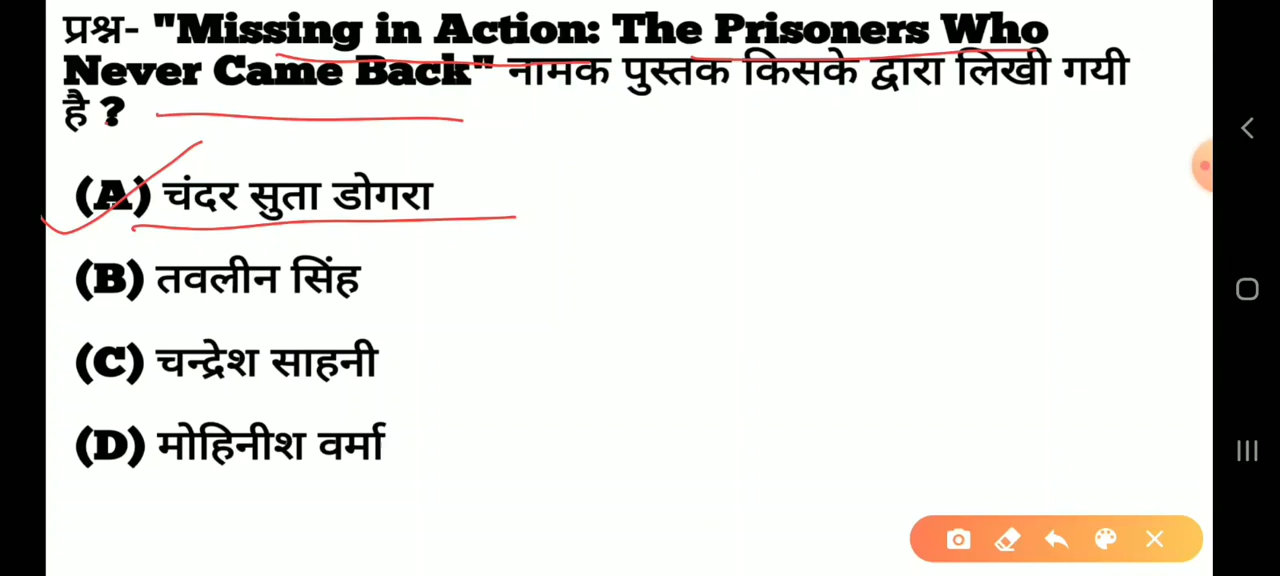 प्रश्न- "Missing in Action: The Prisoners Who
Never Came Back" नामक पुस्तक किसके द्वारा लिखी गयी
है ?
(A) चंदर सुता डोगरा
(B) तवलीन सिंह
(C) चन्द्रेश साहनी
(D) मोहिनीश वर्मा